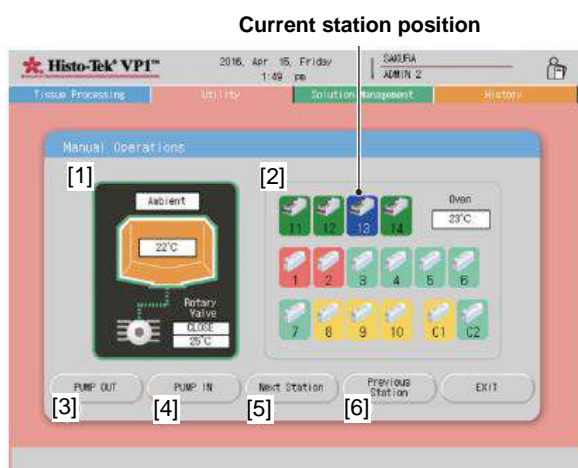 Current station position
Histo-Tek® VP1™
2016, Apr. 15, Friday
1:49 pm
SAKURA
ADMIN 2
Tissue Processing
Utility
Solution Management
History
Manual Operations
[1]
[2]
Ambient
22°C
Rotary
Valve
CLOSE
25°C
11 12 13 14
Oven
23°C
1 2 3 4 5 6
7 8 9 10 C1 C2
PUMP OUT
PUMP IN
Next Station
Previous
Station
EXIT
[3]
[4]
[5]
[6]